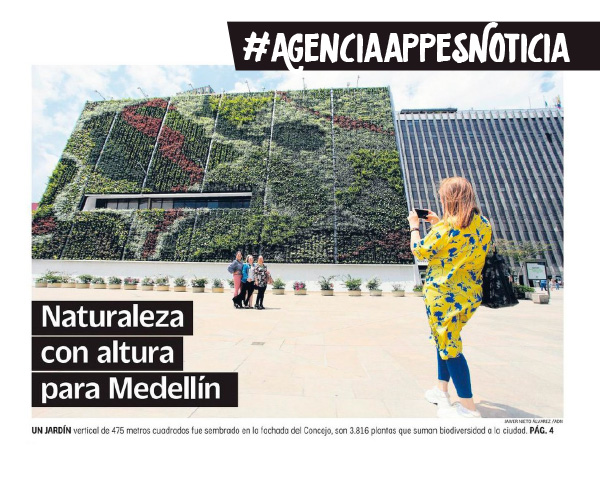 #AGENCIAAPPESNOTICIA
Naturaleza
con altura
para Medellín
JAVIER NIETO ÁLVAREZ /ADN
UN JARDÍN vertical de 475 metros cuadrados fue sembrado en la fachada del Concejo, son 3.816 plantas que suman biodiversidad a la ciudad. PÁG. 4